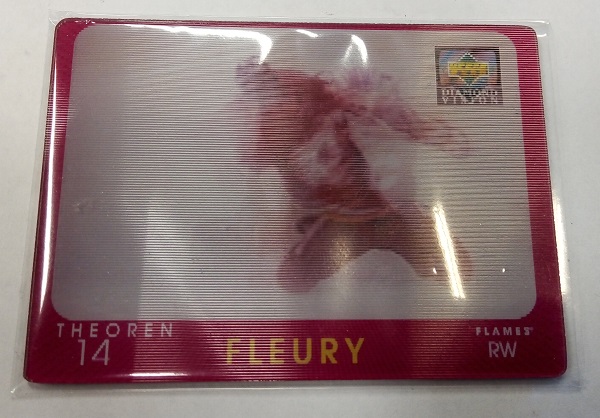 UPPER DECK
DIAMOND
VISION
THEOREN
14
FLEURY
FLAMES
RW